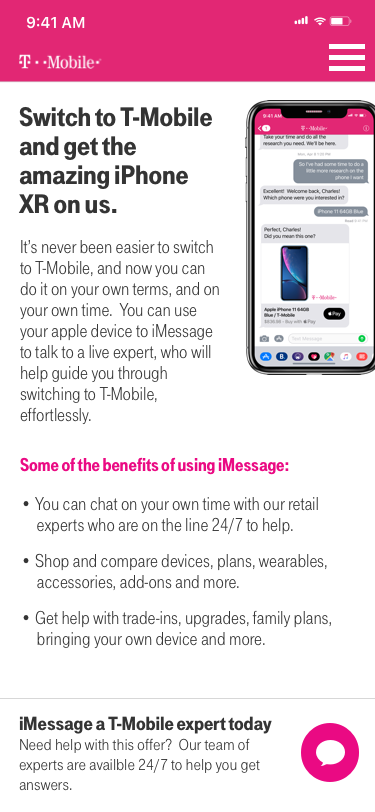 9:41 AM
T··Mobile·
Switch to T-Mobile
and get the
amazing iPhone
XR on us.
It's never been easier to switch
to T-Mobile, and now you can
do it on your own terms, and on
your own time.  You can use
your apple device to iMessage
to talk to a live expert, who will
help guide you through
switching to T-Mobile,
effortlessly.
9:41 AM
T··Mobile·
Take your time and do all the
research you need. We'll be here.
So I've had some time to do a
little more research on the
phone I want
Excellent!  Welcome back, Charles!
Which phone were you interested in?
iPhone 11 64GB Blue
Perfect, Charles!
Did you mean this one?
T··Mobile·
Apple iPhone 11 64GB
Blue / T-Mobile
Buy with Pay
Pay
Text Message
Some of the benefits of using iMessage:
• You can chat on your own time with our retail
experts who are on the line 24/7 to help.
• Shop and compare devices, plans, wearables,
accessories, add-ons and more.
• Get help with trade-ins, upgrades, family plans,
bringing your own device and more.
iMessage a T-Mobile expert today
Need help with this offer?  Our team of
experts are availble 24/7 to help you get
answers.